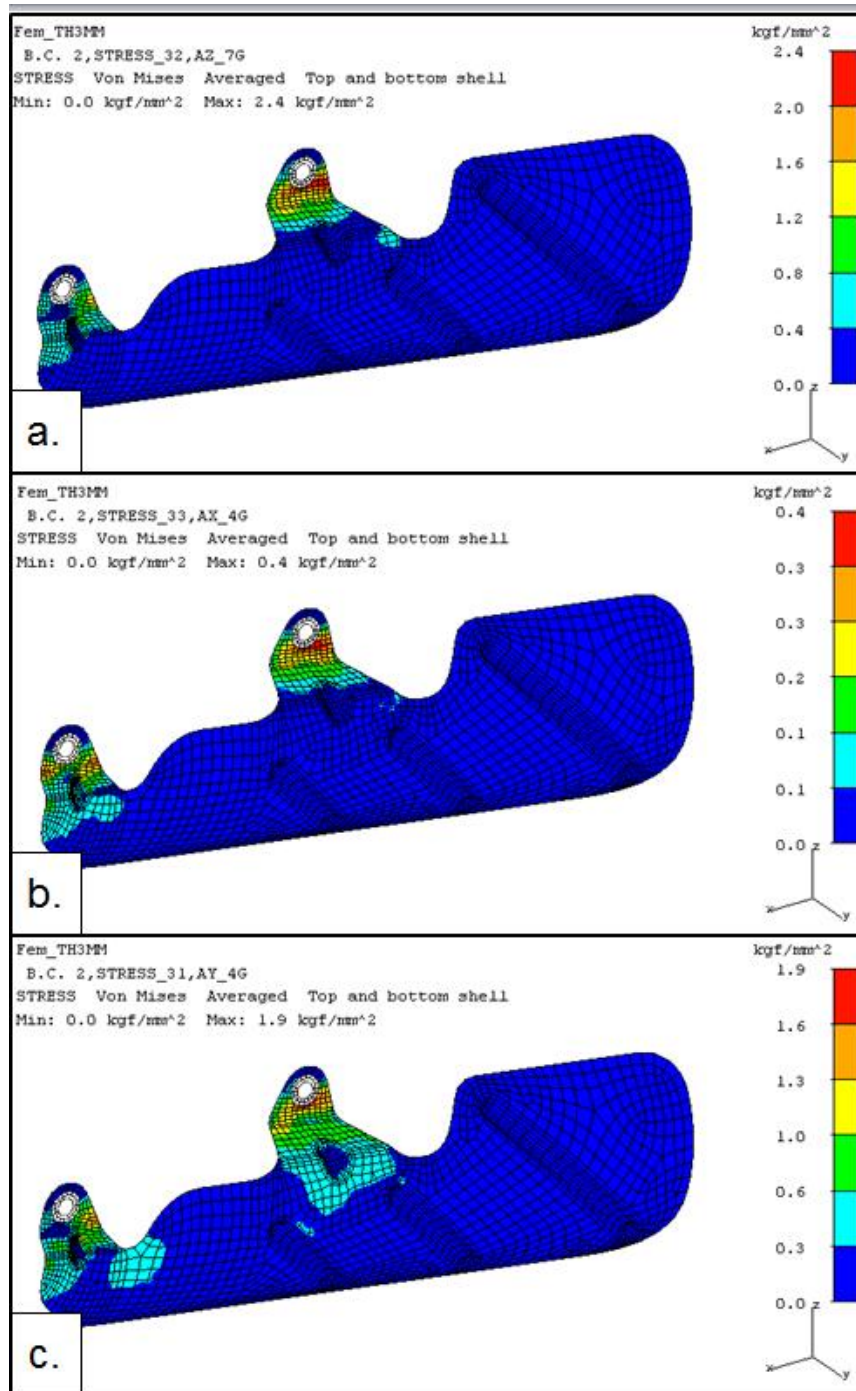 Fem_TH3MM
B.C. 2,STRESS_32,AZ_7G
STRESS Von Mises Averaged Top and bottom shell
Min: 0.0 kgf/mm^2 Max: 2.4 kgf/mm^2
kgf/mm^2
2.4
2.0
1.6
1.2
0.8
0.4
0.0
z
x
y
a.
Fem_TH3MM
B.C. 2,STRESS_33,AX_4G
STRESS Von Mises Averaged Top and bottom shell
Min: 0.0 kgf/mm^2 Max: 0.4 kgf/mm^2
kgf/mm^2
0.4
0.3
0.3
0.2
0.1
0.1
0.0
z
x
y
b.
Fem_TH3MM
B.C. 2,STRESS_31,AY_4G
STRESS Von Mises Averaged Top and bottom shell
Min: 0.0 kgf/mm^2 Max: 1.9 kgf/mm^2
kgf/mm^2
1.9
1.6
1.3
1.0
0.6
0.3
0.0
z
x
y
c.